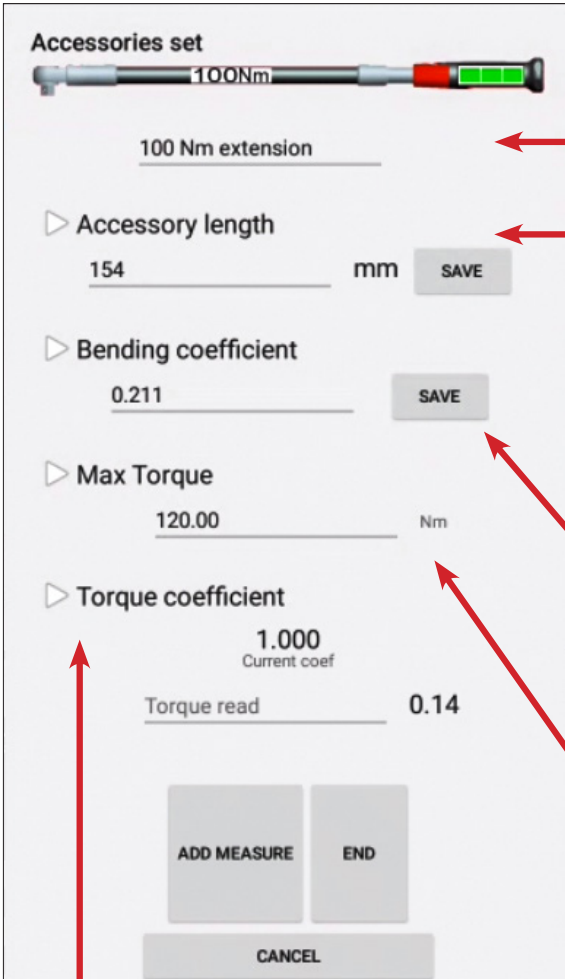 Accessories set
100Nm
100 Nm extension
Accessory length
154 mm SAVE
Bending coefficient
0.211 SAVE
Max Torque
120.00 Nm
Torque coefficient
1.000
Current coef
Torque read 0.14
ADD MEASURE END
CANCEL